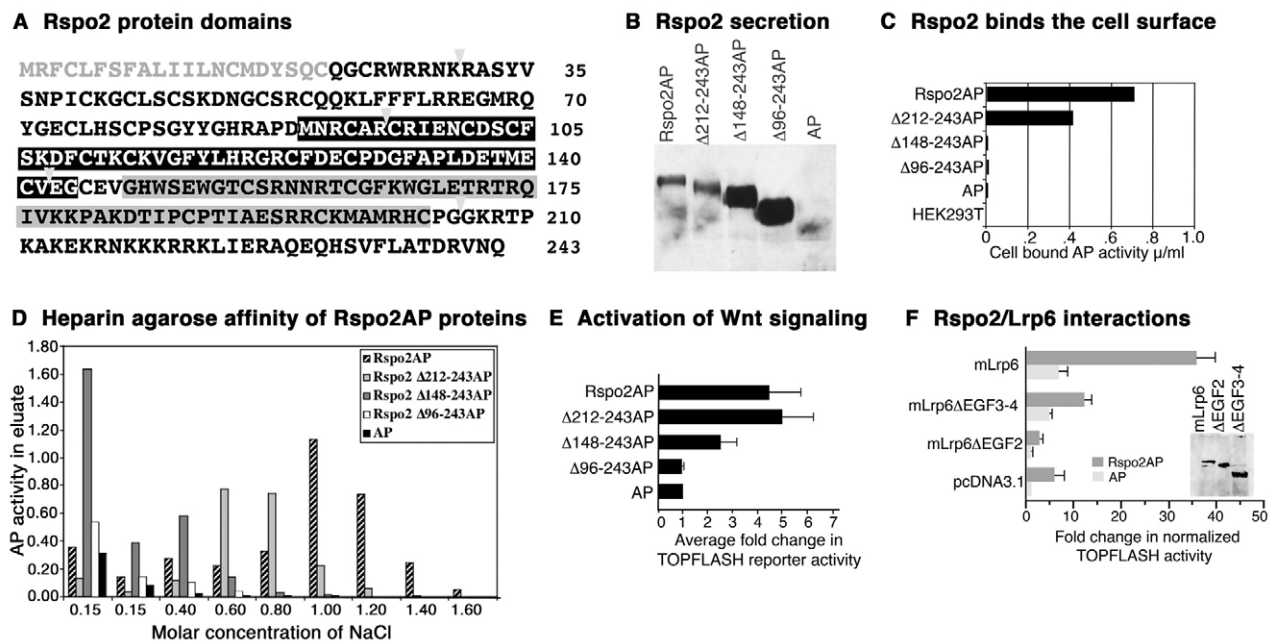 A Rspo2 protein domains
MRFCLFSFALIILNCMDYSQCQGCRWRRNKRASYV 35
SNPICKGCLSCSKDNGCSRCQQKLFFFLRREGMRQ 70
YGECLHSCPSGYYGHRAPDMNRCARCRIENCDSCF 105
SKDFCTKCKVGFYLHRGRCFDECPDGFAPLDETME 140
CVEGCEVGHWSEWGTCSRNNRTCGFKWGLETRTRQ 175
IVKKPAKDTIPCPTIAESRRCKMAMRHCPGGKRTP 210
KAKEKRNKKKRRKLIERAQEQHSVFLATDRVNQ 243
B Rspo2 secretion
Rspo2AP
Δ212-243AP
Δ148-243AP
Δ96-243AP
AP
C Rspo2 binds the cell surface
Rspo2AP
Δ212-243AP
Δ148-243AP
Δ96-243AP
AP
HEK293T
0 .2 .4 .6 .8 1.0
Cell bound AP activity µ/ml
D Heparin agarose affinity of Rspo2AP proteins
AP activity in eluate
1.80
1.60
1.40
1.20
1.00
0.80
0.60
0.40
0.20
0.00
Rspo2AP
Rspo2 Δ212-243AP
Rspo2 Δ148-243AP
Rspo2 Δ96-243AP
AP
0.15 0.15 0.40 0.60 0.80 1.00 1.20 1.40 1.60
Molar concentration of NaCl
E Activation of Wnt signaling
Rspo2AP
Δ212-243AP
Δ148-243AP
Δ96-243AP
AP
0 1 2 3 4 5 6 7
Average fold change in
TOPFLASH reporter activity
F Rspo2/Lrp6 interactions
mLrp6
mLrp6ΔEGF3-4
mLrp6ΔEGF2
pcDNA3.1
Rspo2AP
AP
mLrp6
ΔEGF2
ΔEGF3-4
0 10 20 30 40 50
Fold change in normalized
TOPFLASH activity